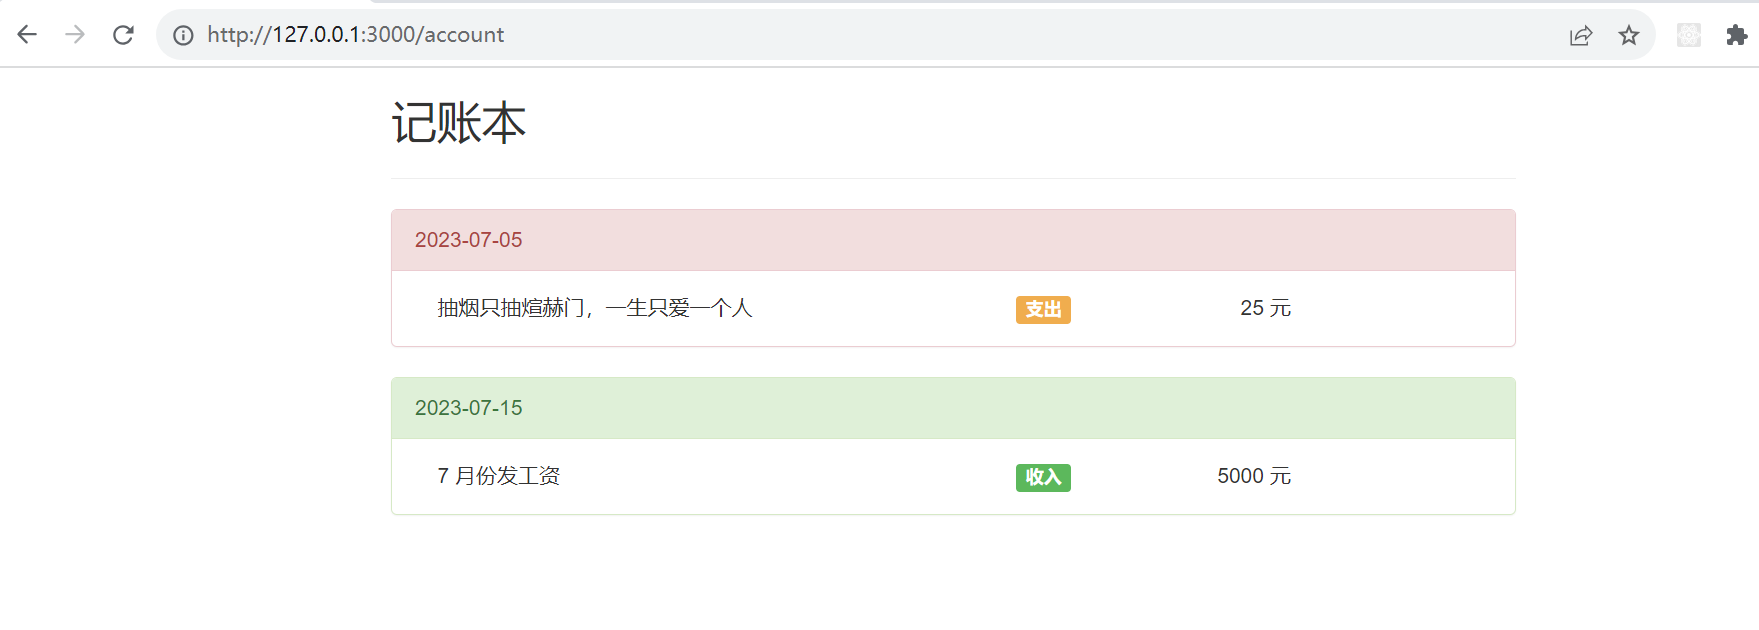 http://127.0.0.1:3000/account
记账本
2023-07-05
抽烟只抽煊赫门，一生只爱一个人 支出 25 元
2023-07-15
7 月份发工资 收入 5000 元